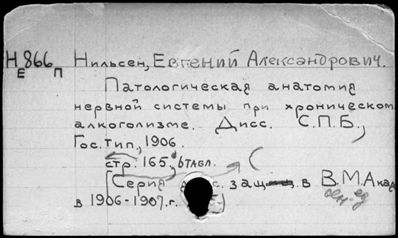 Н 866 Нильсен, Евгений Александрович.
Е П
Патологическая анатомия
нервной системы при хроническом
алкоголизме. Дисс. С.П.Б.,
Гос. тип., 1906.
стр. 165, 6 табл.
(Серия с. защ. в В.М. Акад
в 1906-1907.г.